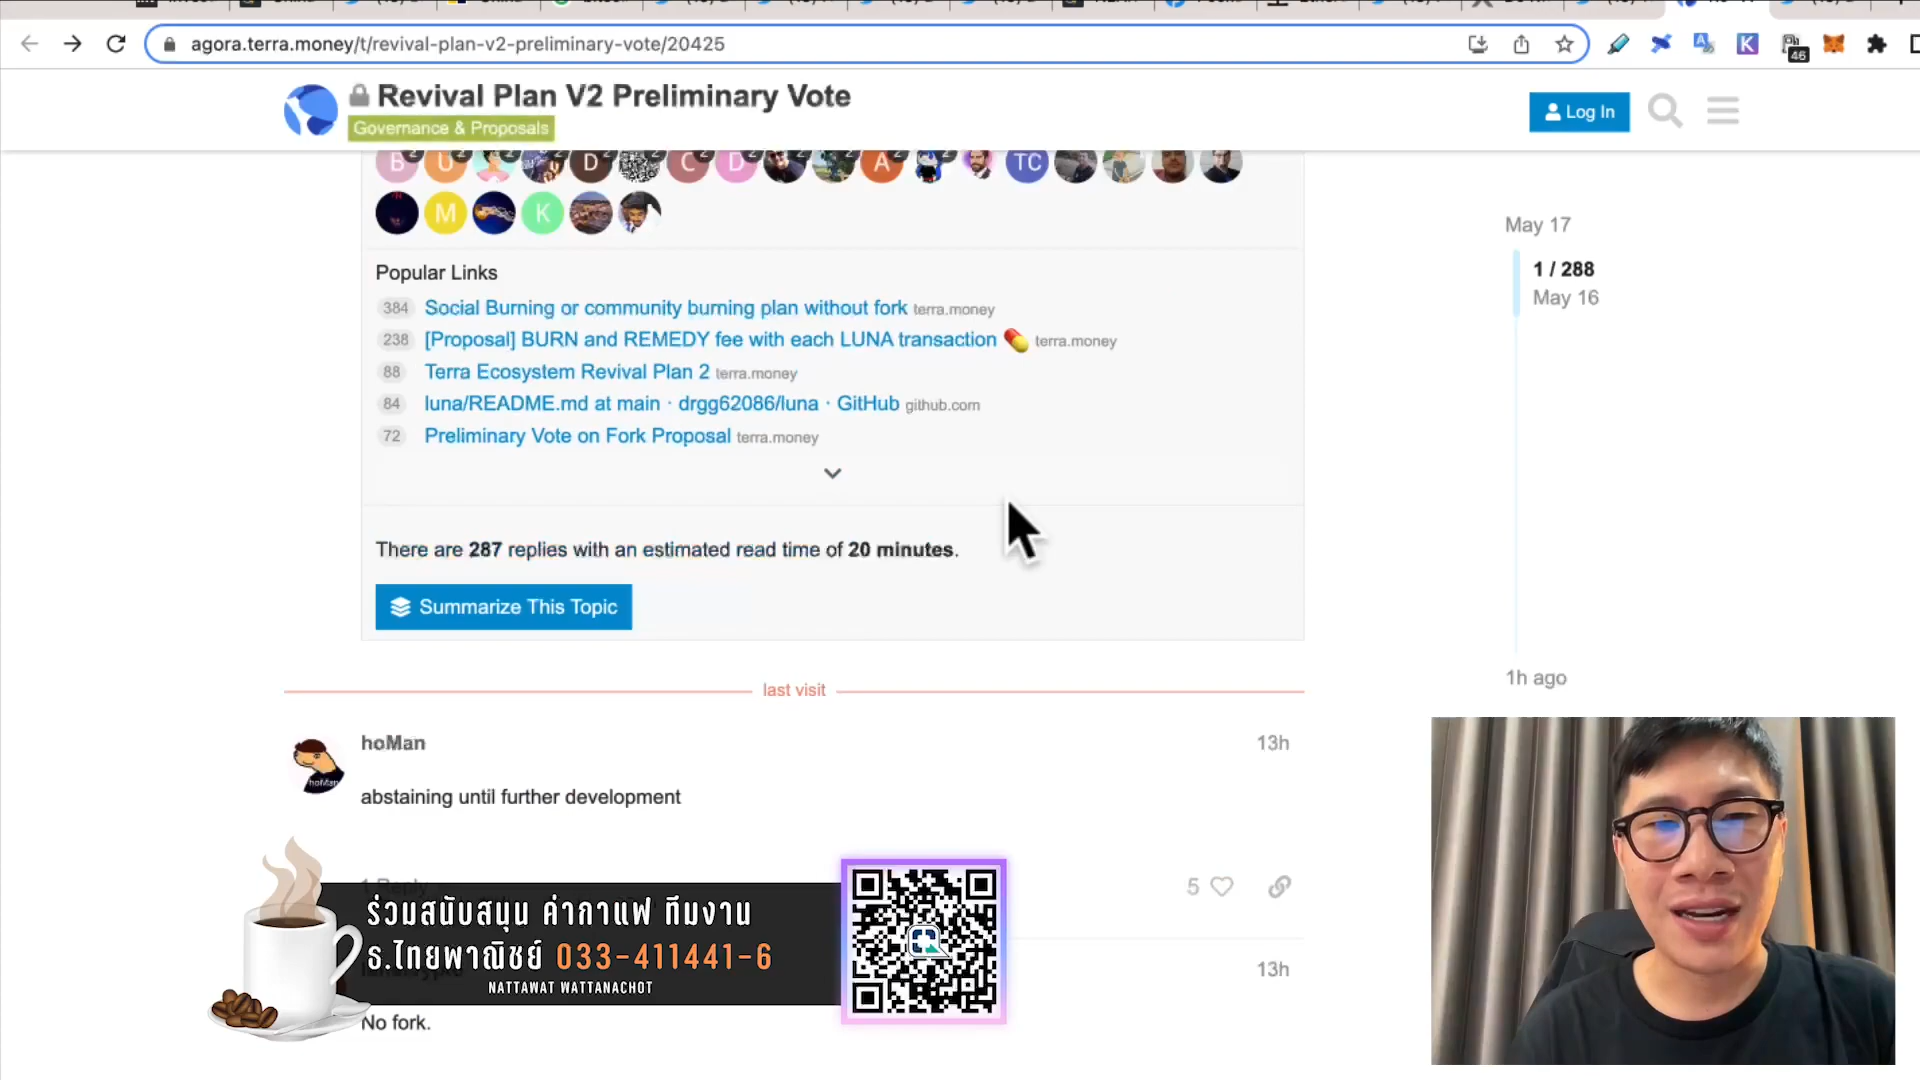 agora.terra.money/t/revival-plan-v2-preliminary-vote/20425
46
Revival Plan V2 Preliminary Vote
Governance & Proposals
Log In
B U D C D A TC
M K
Popular Links
384 Social Burning or community burning plan without fork terra.money
238 [Proposal] BURN and REMEDY fee with each LUNA transaction terra.money
88 Terra Ecosystem Revival Plan 2 terra.money
84 luna/README.md at main · drgg62086/luna · GitHub github.com
72 Preliminary Vote on Fork Proposal terra.money
There are 287 replies with an estimated read time of 20 minutes.
Summarize This Topic
May 17
1 / 288
May 16
1h ago
last visit
hoMan 13h
abstaining until further development
1 Reply
5
ร่วมสนับสนุน ค่ากาแฟ ทีมงาน
ธ.ไทยพาณิชย์ 033-411441-6
NATTAWAT WATTANACHOT
13h
No fork.